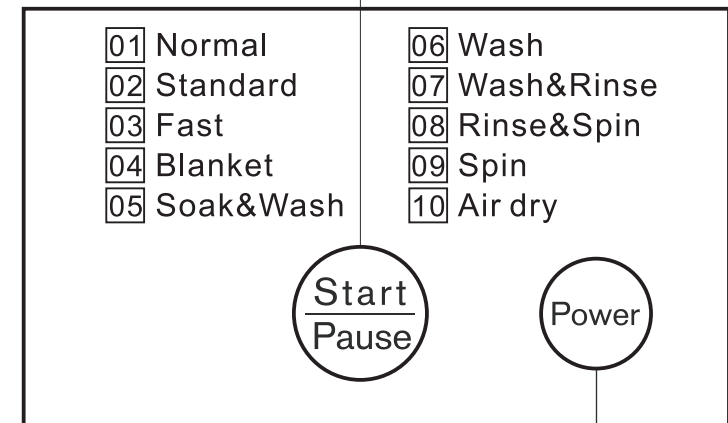 01 Normal
02 Standard
03 Fast
04 Blanket
05 Soak&Wash
06 Wash
07 Wash&Rinse
08 Rinse&Spin
09 Spin
10 Air dry
Start
Pause
Power